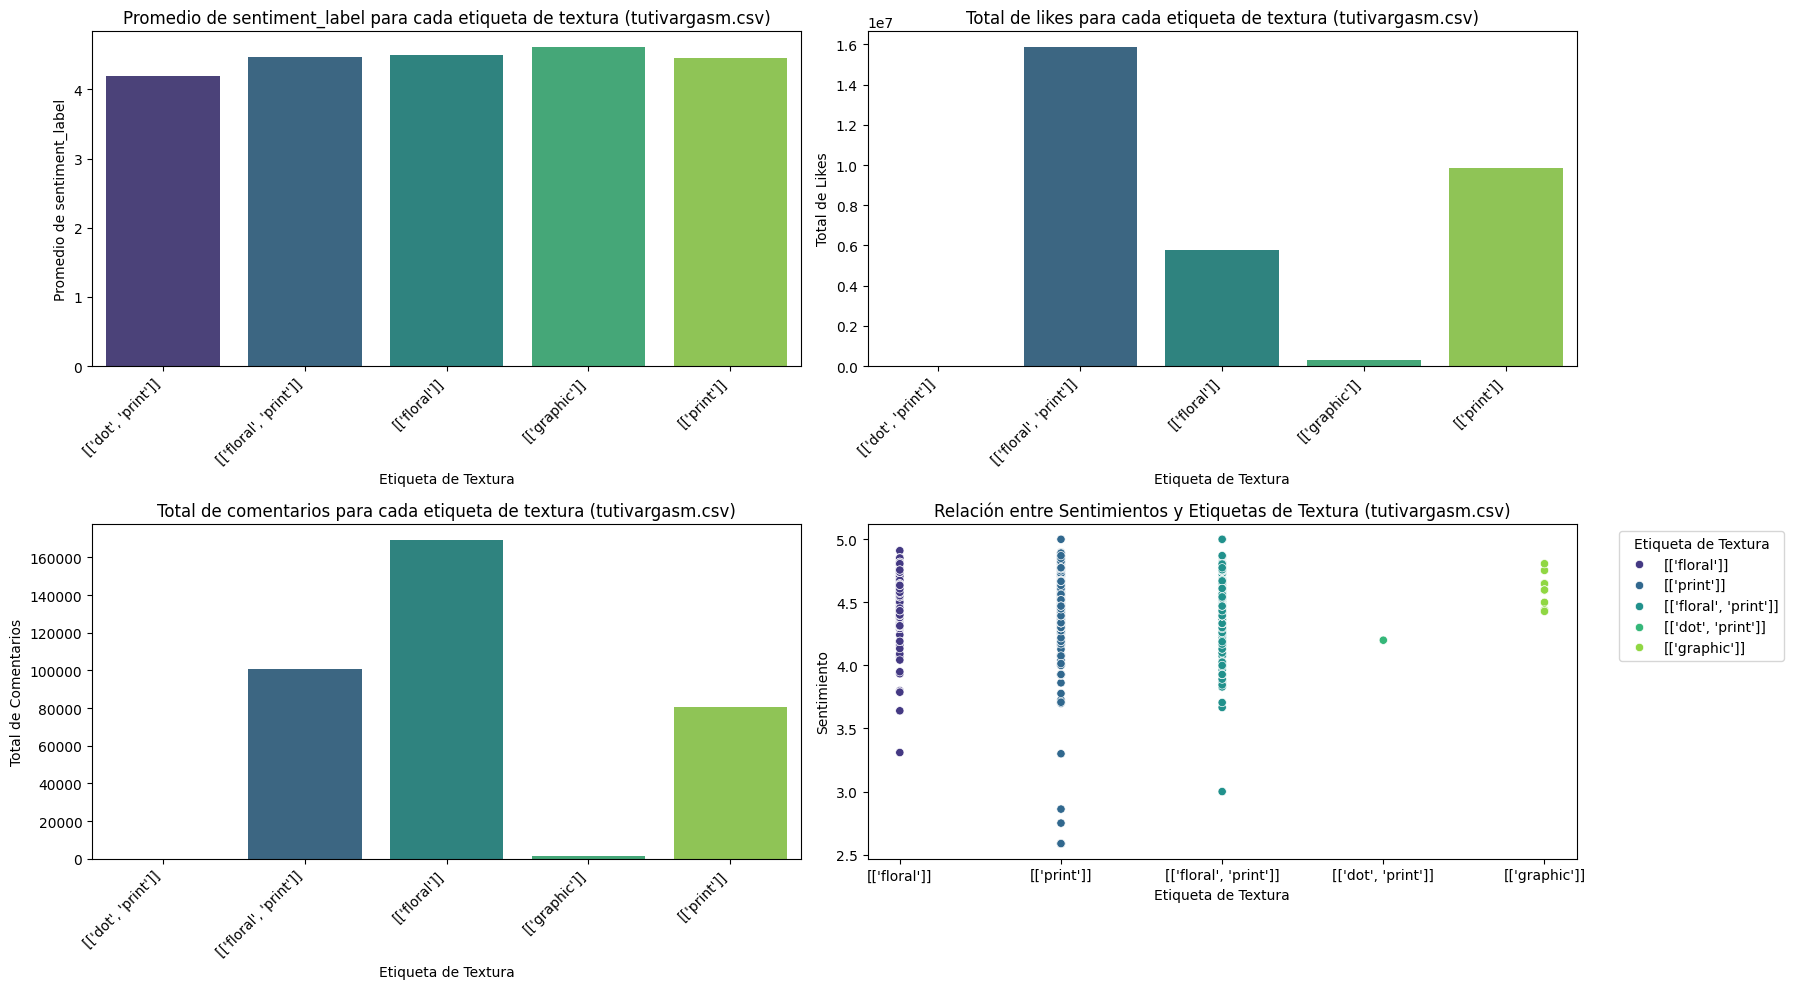 Promedio de sentiment_label para cada etiqueta de textura (tutivargasm.csv)
Promedio de sentiment_label
4
3
2
1
0
[['dot', 'print']]
[['floral', 'print']]
[['floral']]
[['graphic']]
[['print']]
Etiqueta de Textura
Total de likes para cada etiqueta de textura (tutivargasm.csv)
1e7
Total de Likes
1.6
1.4
1.2
1.0
0.8
0.6
0.4
0.2
0.0
[['dot', 'print']]
[['floral', 'print']]
[['floral']]
[['graphic']]
[['print']]
Etiqueta de Textura
Total de comentarios para cada etiqueta de textura (tutivargasm.csv)
Total de Comentarios
160000
140000
120000
100000
80000
60000
40000
20000
0
[['dot', 'print']]
[['floral', 'print']]
[['floral']]
[['graphic']]
[['print']]
Etiqueta de Textura
Relación entre Sentimientos y Etiquetas de Textura (tutivargasm.csv)
Sentimiento
5.0
4.5
4.0
3.5
3.0
2.5
[['floral']]
[['print']]
[['floral', 'print']]
[['dot', 'print']]
[['graphic']]
Etiqueta de Textura
Etiqueta de Textura
[['floral']]
[['print']]
[['floral', 'print']]
[['dot', 'print']]
[['graphic']]